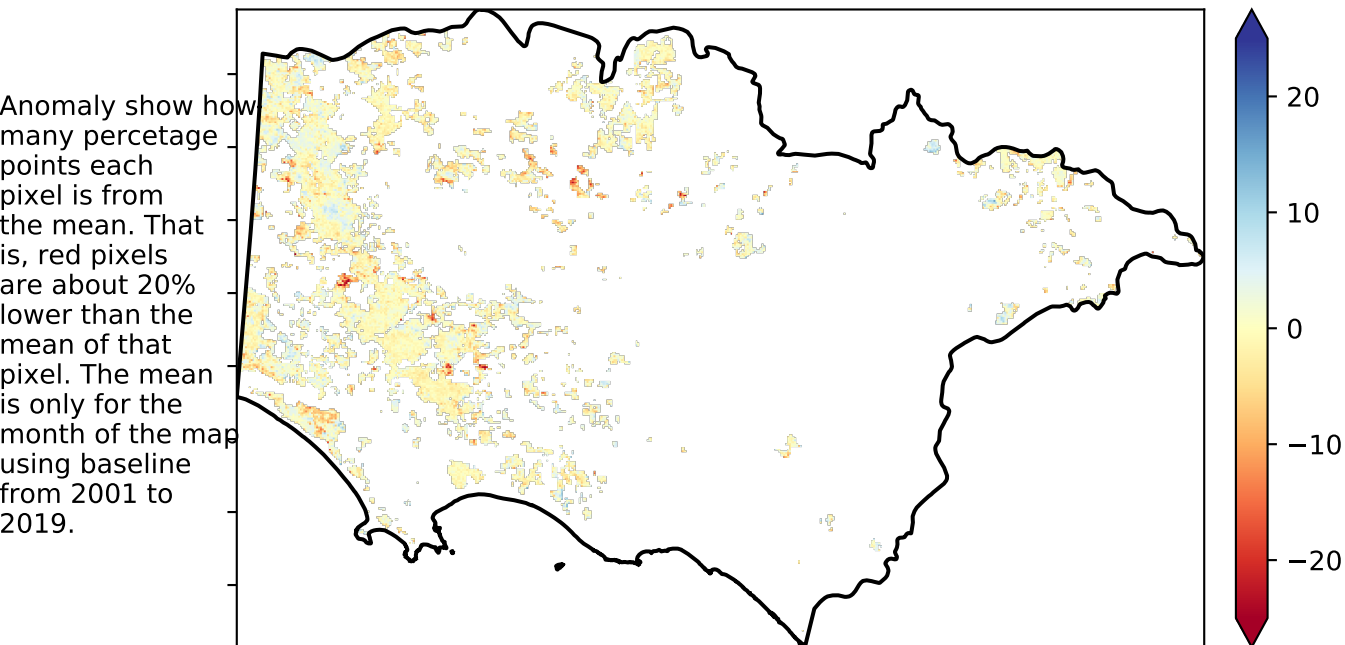 Anomaly show how
many percetage
points each
pixel is from
the mean. That
is, red pixels
are about 20%
lower than the
mean of that
pixel. The mean
is only for the
month of the map
using baseline
from 2001 to
2019.
20
10
0
−10
−20